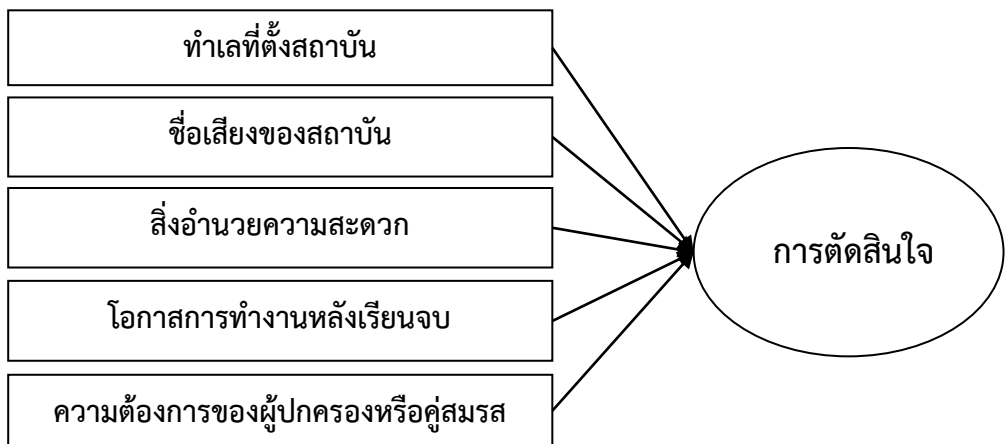 ทำเลที่ตั้งสถาบัน
ชื่อเสียงของสถาบัน
สิ่งอำนวยความสะดวก
โอกาสการทำงานหลังเรียนจบ
ความต้องการของผู้ปกครองหรือคู่สมรส
การตัดสินใจ